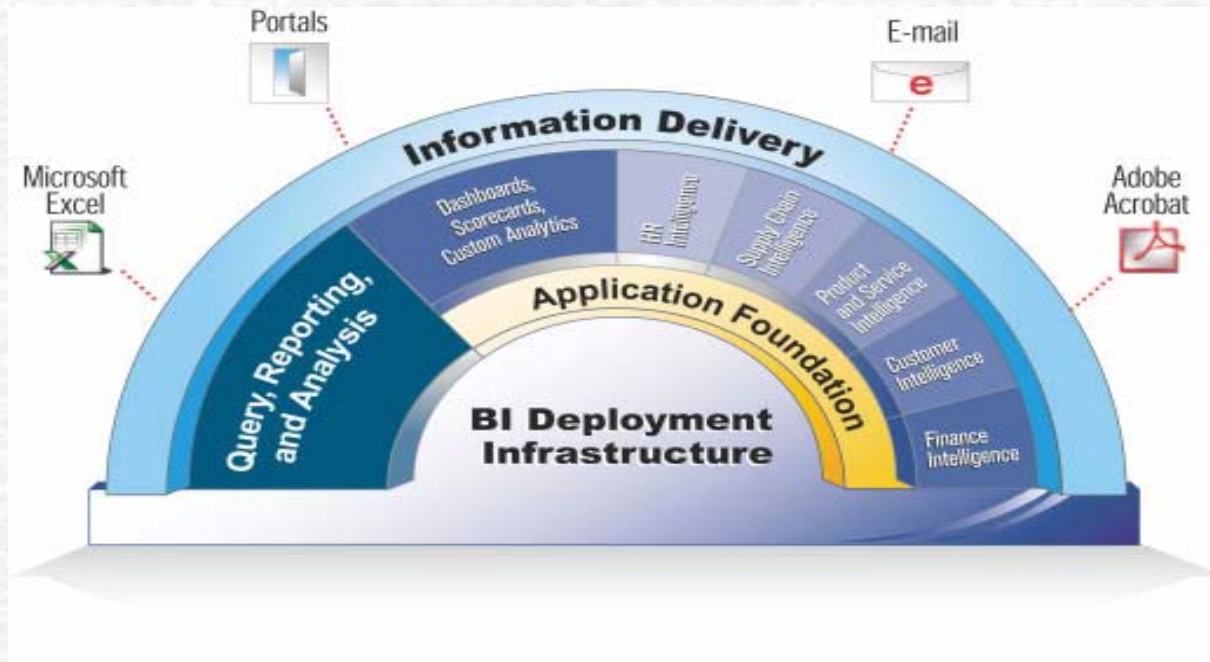 Portals
E-mail
e
Microsoft
Excel
Adobe
Acrobat
Information Delivery
Query, Reporting,
and Analysis
Dashboards,
Scorecards,
Custom Analytics
HR
Intelligence
Supply Chain
Intelligence
Product
and Service
Intelligence
Customer
Intelligence
Finance
Intelligence
Application Foundation
BI Deployment
Infrastructure